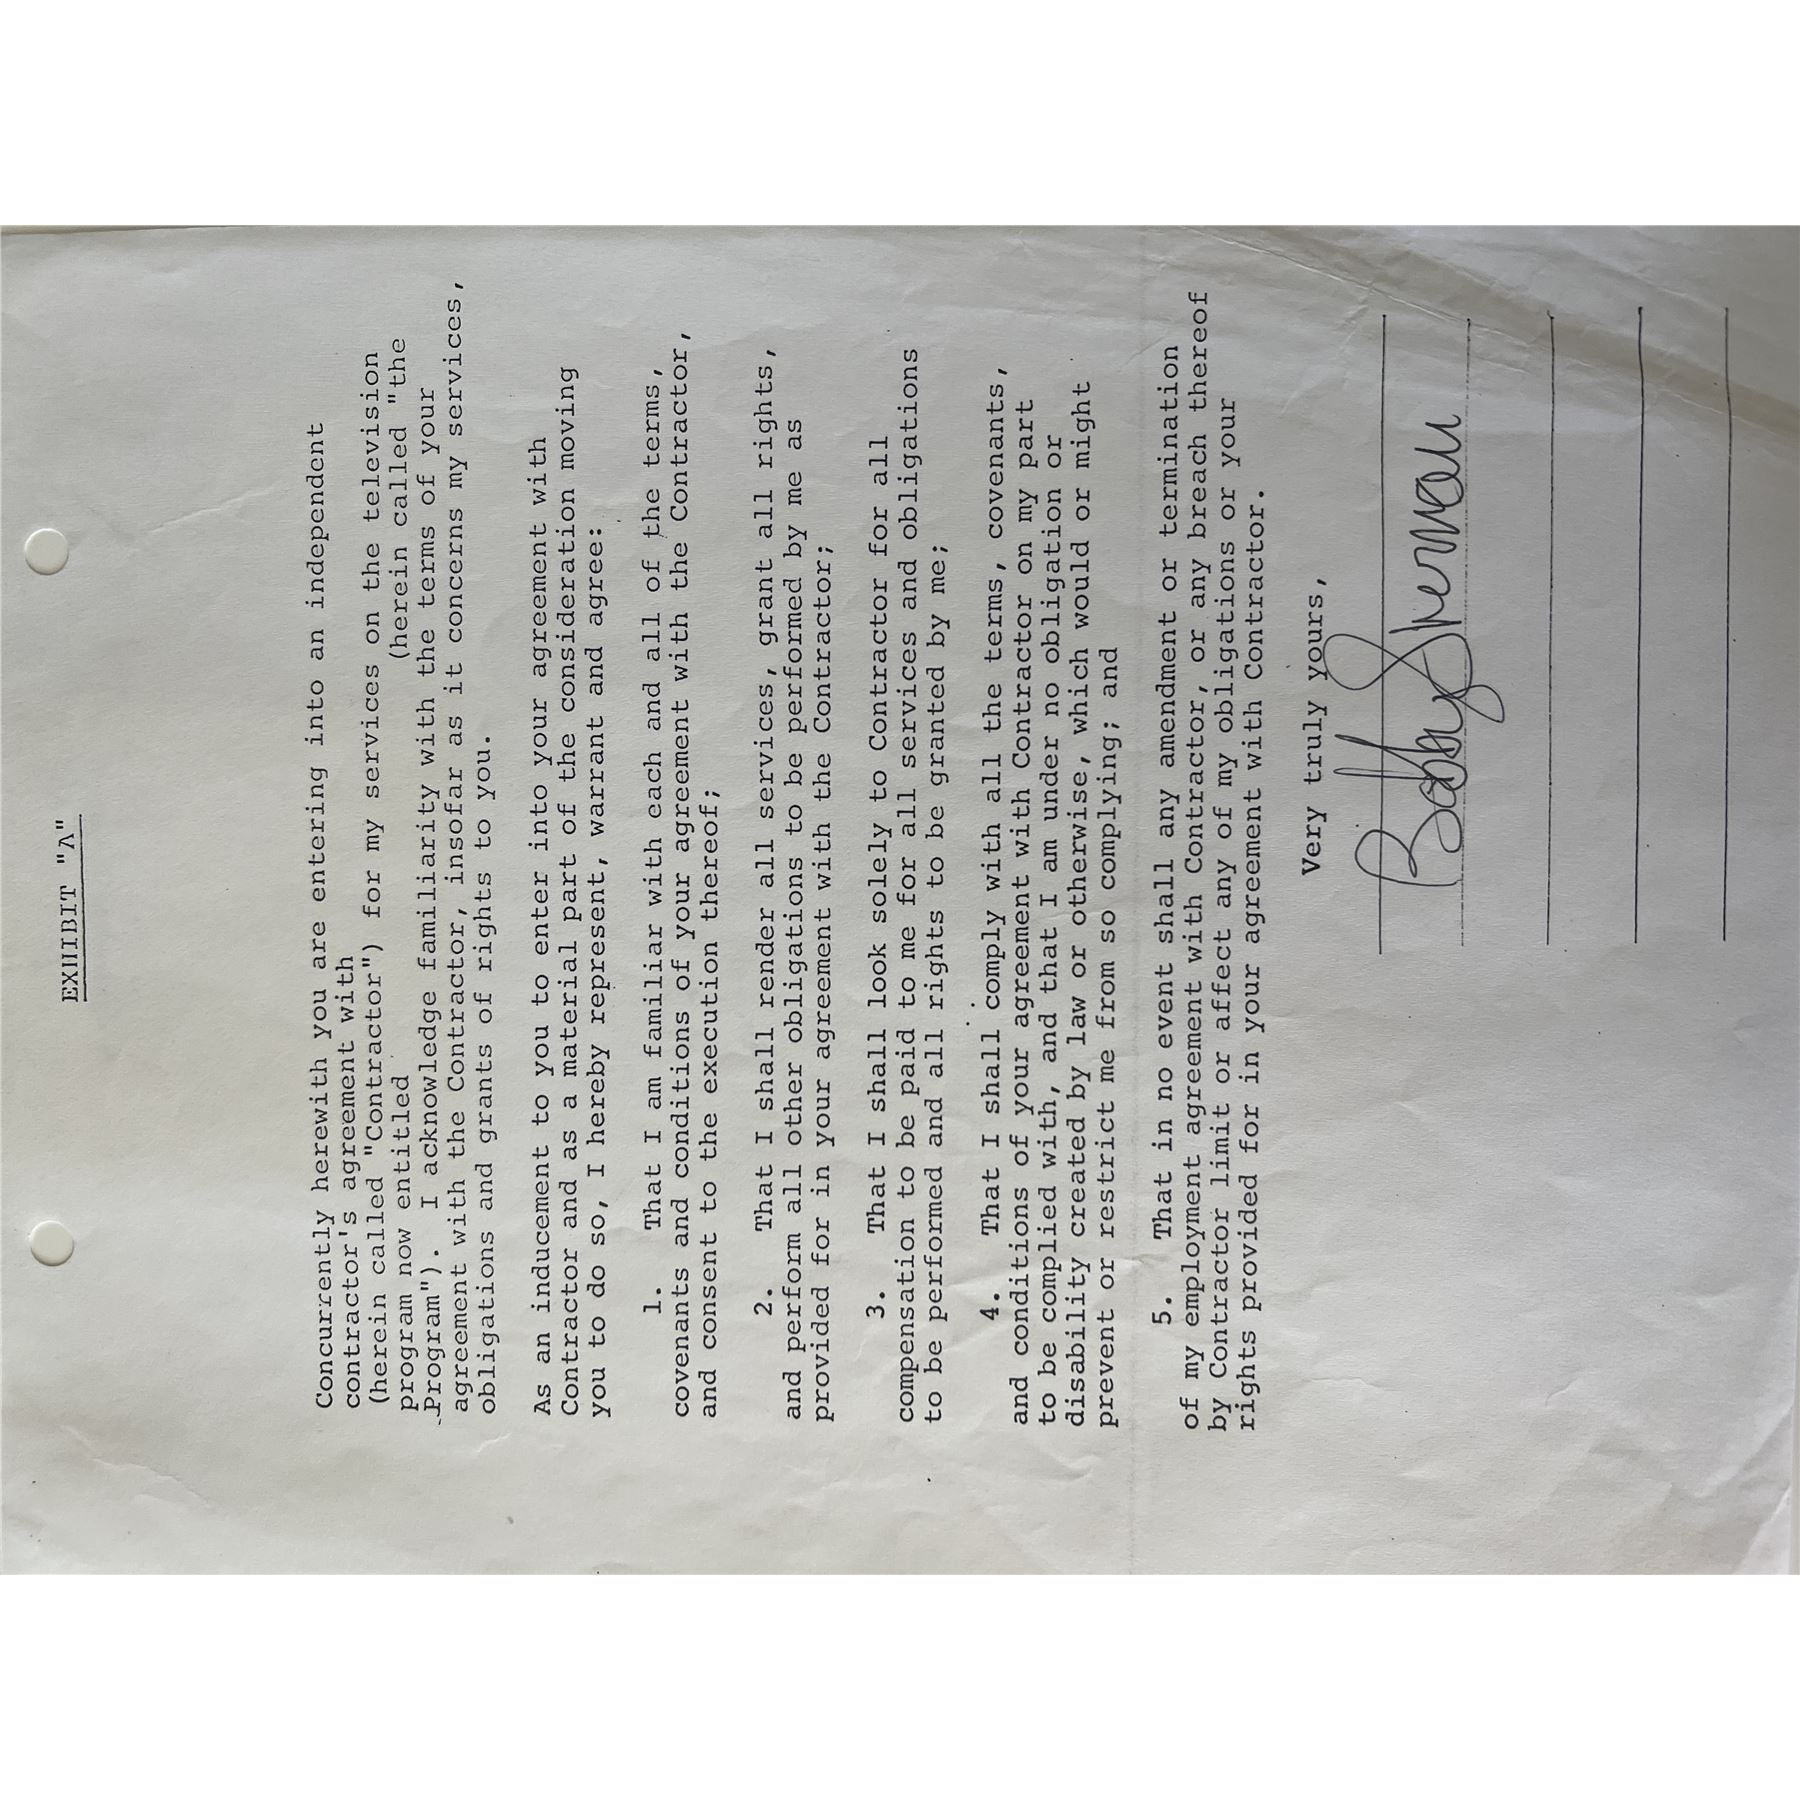 EXHIBIT "A"
Concurrently herewith you are entering into an independent
contractor's agreement with
(herein called "Contractor") for my services on the television
program now entitled (herein called "the
Program"). I acknowledge familiarity with the terms of your
agreement with the Contractor, insofar as it concerns my services,
obligations and grants of rights to you.
As an inducement to you to enter into your agreement with
Contractor and as a material part of the consideration moving
you to do so, I hereby represent, warrant and agree:
1. That I am familiar with each and all of the terms,
covenants and conditions of your agreement with the Contractor,
and consent to the execution thereof;
2. That I shall render all services, grant all rights,
and perform all other obligations to be performed by me as
provided for in your agreement with the Contractor;
3. That I shall look solely to Contractor for all
compensation to be paid to me for all services and obligations
to be performed and all rights to be granted by me;
4. That I shall comply with all the terms, covenants,
and conditions of your agreement with Contractor on my part
to be complied with, and that I am under no obligation or
disability created by law or otherwise, which would or might
prevent or restrict me from so complying; and
5. That in no event shall any amendment or termination
of my employment agreement with Contractor, or any breach thereof
by Contractor limit or affect any of my obligations or your
rights provided for in your agreement with Contractor.
Very truly yours,
Bobby Sherman